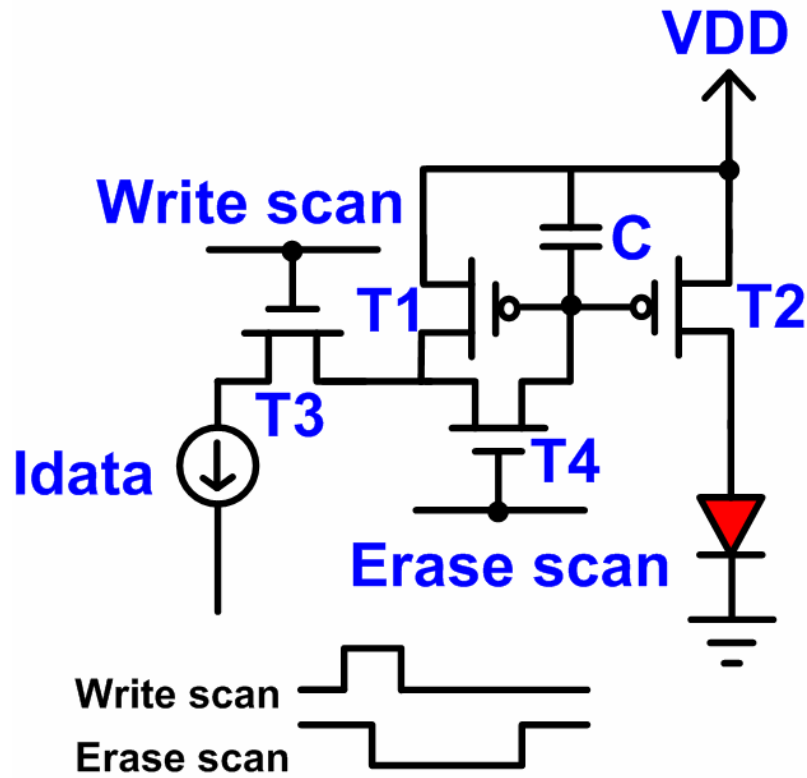 VDD
Write scan
C
T1
T2
T3
T4
Idata
Erase scan
Write scan
Erase scan